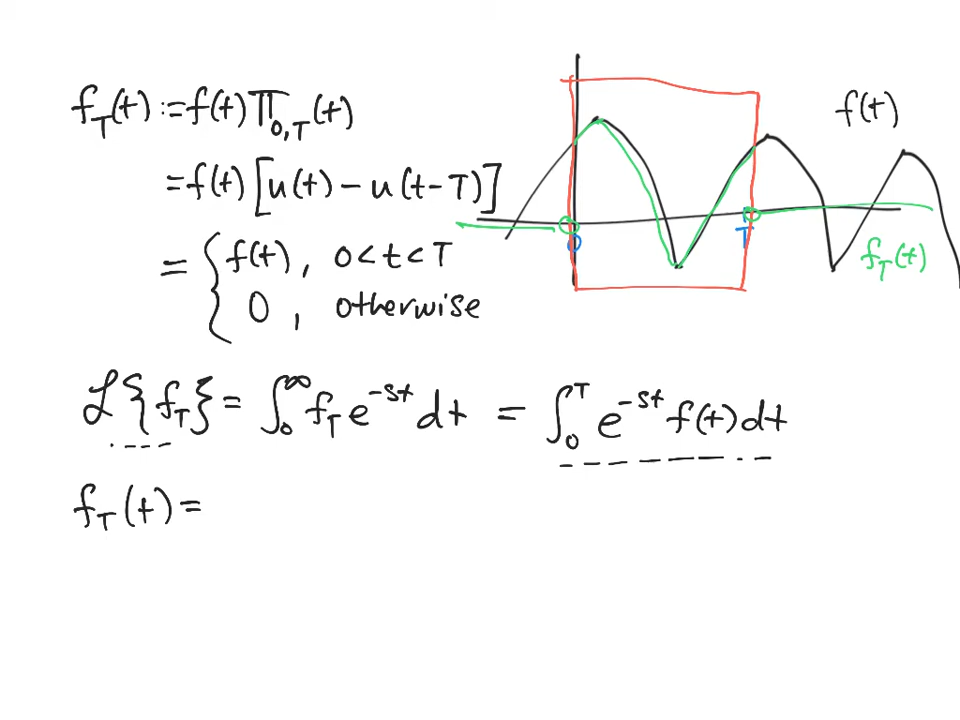 f_T(t) := f(t) Π_{0,T}(t)
= f(t) [u(t) − u(t−T)]
= { f(t) , 0 < t < T
0 , otherwise
f(t)
0
T
f_T(t)
ℒ{f_T} = ∫_0^∞ f_T e^{−st} dt = ∫_0^T e^{−st} f(t) dt
f_T(t) =